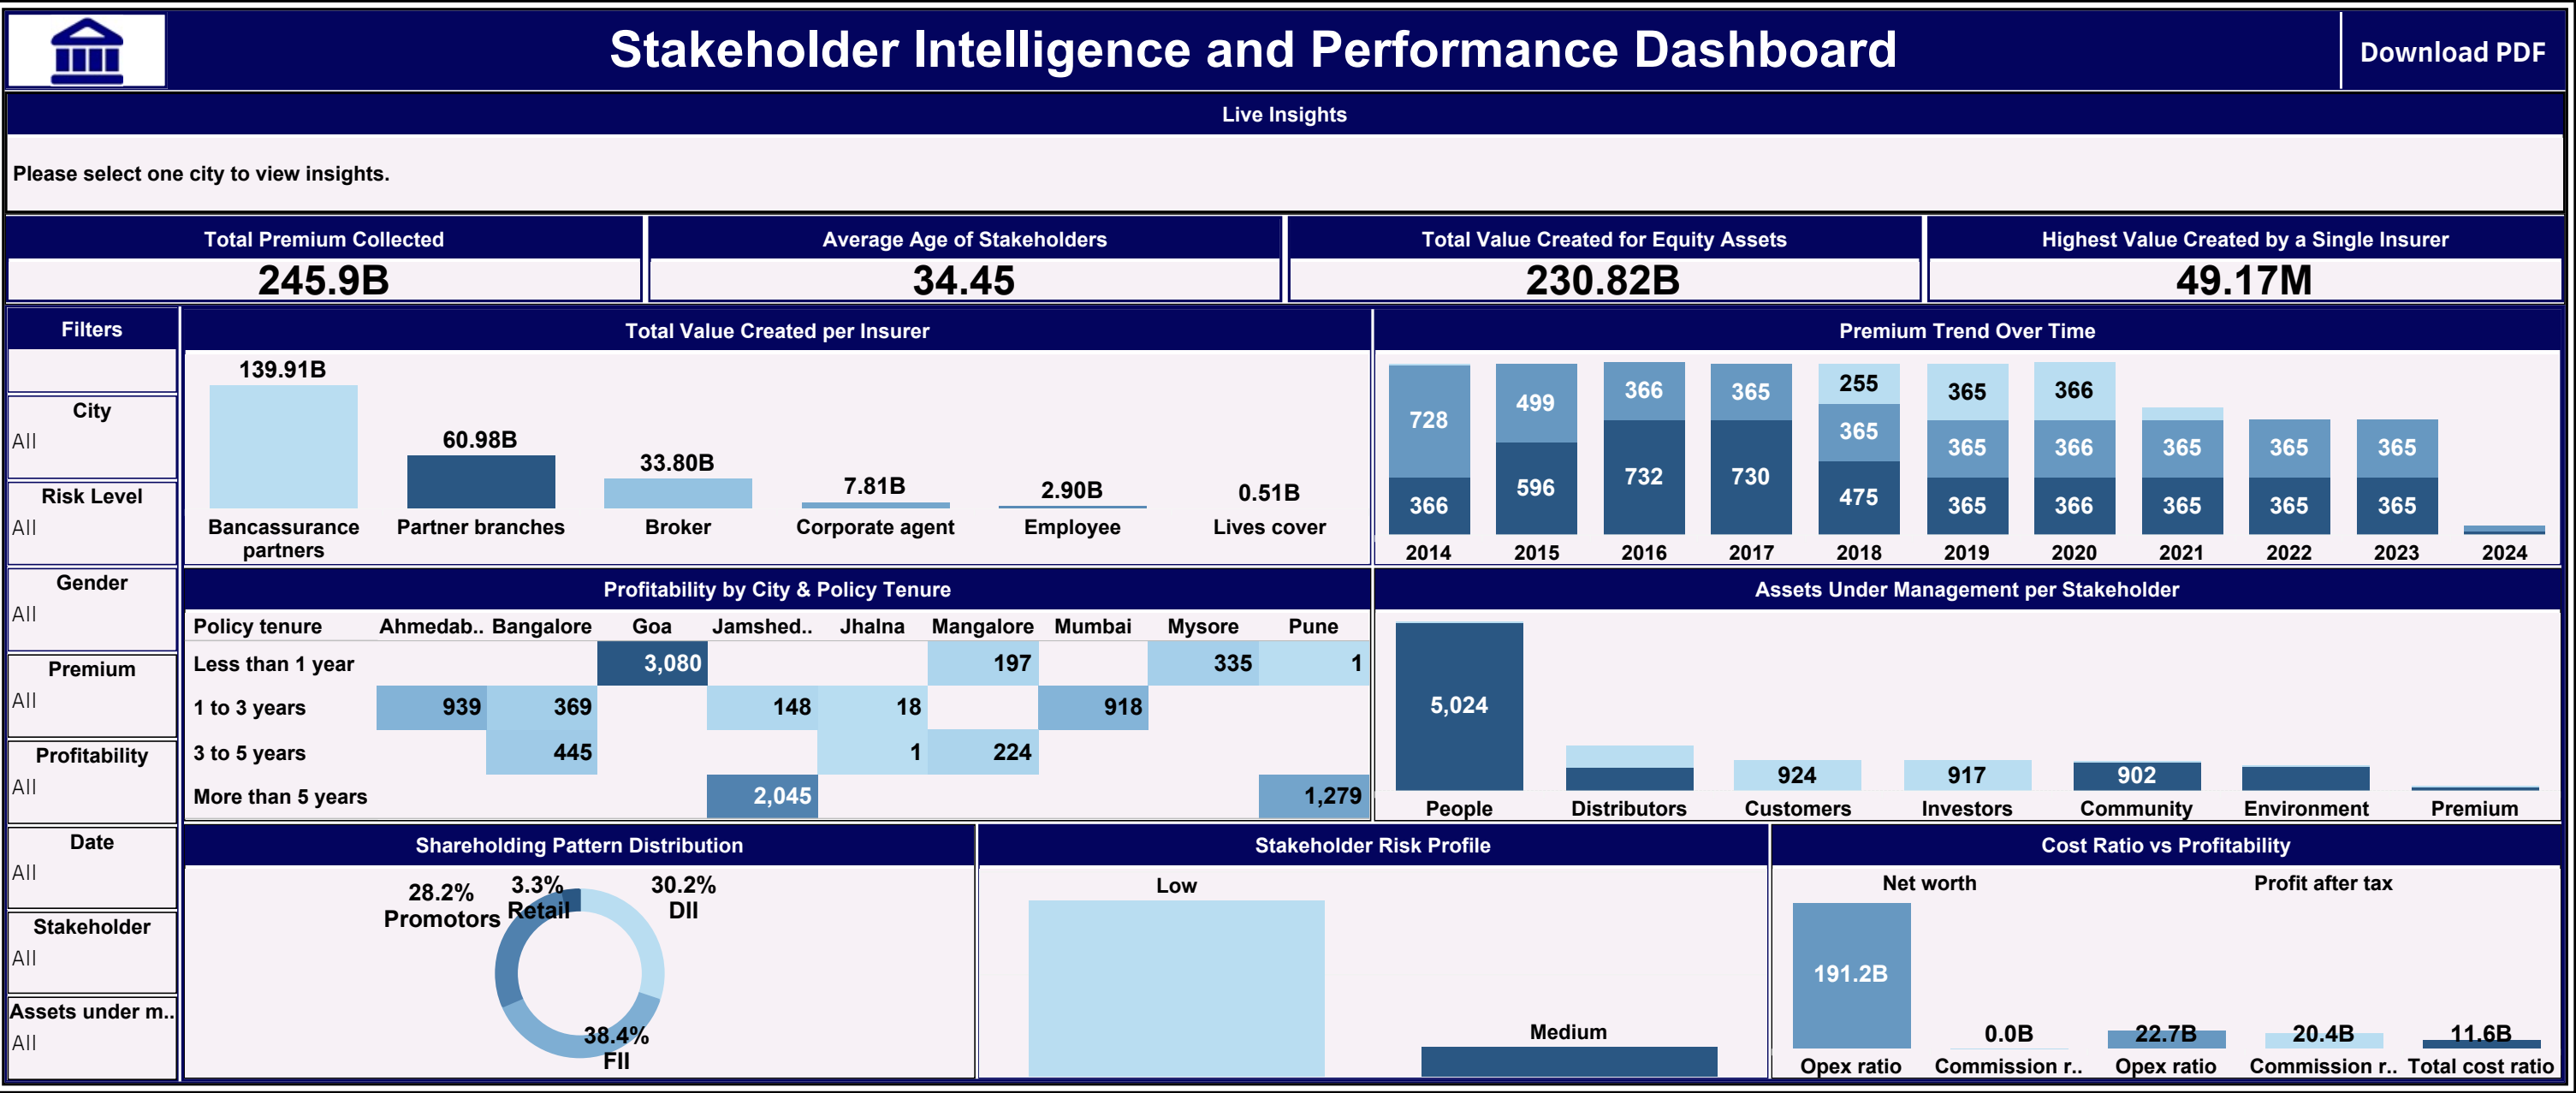 Stakeholder Intelligence and Performance Dashboard
Download PDF
Live Insights
Please select one city to view insights.
Total Premium Collected
245.9B
Average Age of Stakeholders
34.45
Total Value Created for Equity Assets
230.82B
Highest Value Created by a Single Insurer
49.17M
Filters
City
All
Risk Level
All
Gender
All
Premium
All
Profitability
All
Date
All
Stakeholder
All
Assets under m..
All
Total Value Created per Insurer
139.91B
60.98B
33.80B
7.81B
2.90B
0.51B
Bancassurance partners Partner branches Broker Corporate agent Employee Lives cover
Premium Trend Over Time
728 499 366 365 255 365 366
365 365 366 365 365 365
366 596 732 730 475 365 366 365 365 365
2014 2015 2016 2017 2018 2019 2020 2021 2022 2023 2024
Profitability by City & Policy Tenure
Policy tenure Ahmedab.. Bangalore Goa Jamshed.. Jhalna Mangalore Mumbai Mysore Pune
Less than 1 year 3,080 197 335 1
1 to 3 years 939 369 148 18 918
3 to 5 years 445 1 224
More than 5 years 2,045 1,279
Assets Under Management per Stakeholder
5,024 924 917 902
People Distributors Customers Investors Community Environment Premium
Shareholding Pattern Distribution
28.2%
Promotors
3.3%
Retail
30.2%
DII
38.4%
FII
Stakeholder Risk Profile
Low
Medium
Cost Ratio vs Profitability
Net worth Profit after tax
191.2B 0.0B 22.7B 20.4B 11.6B
Opex ratio Commission r.. Opex ratio Commission r.. Total cost ratio